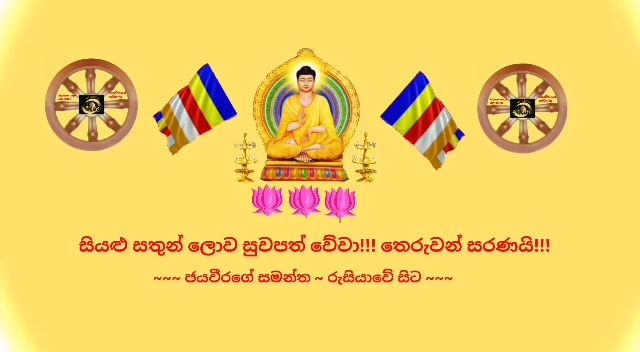 සියළු සතුන් ලොව සුවපත් වේවා!!! තෙරුවන් සරණයි!!!
~~~ ජයවීරගේ සමන්ත ~ රුසියාවේ සිට ~~~